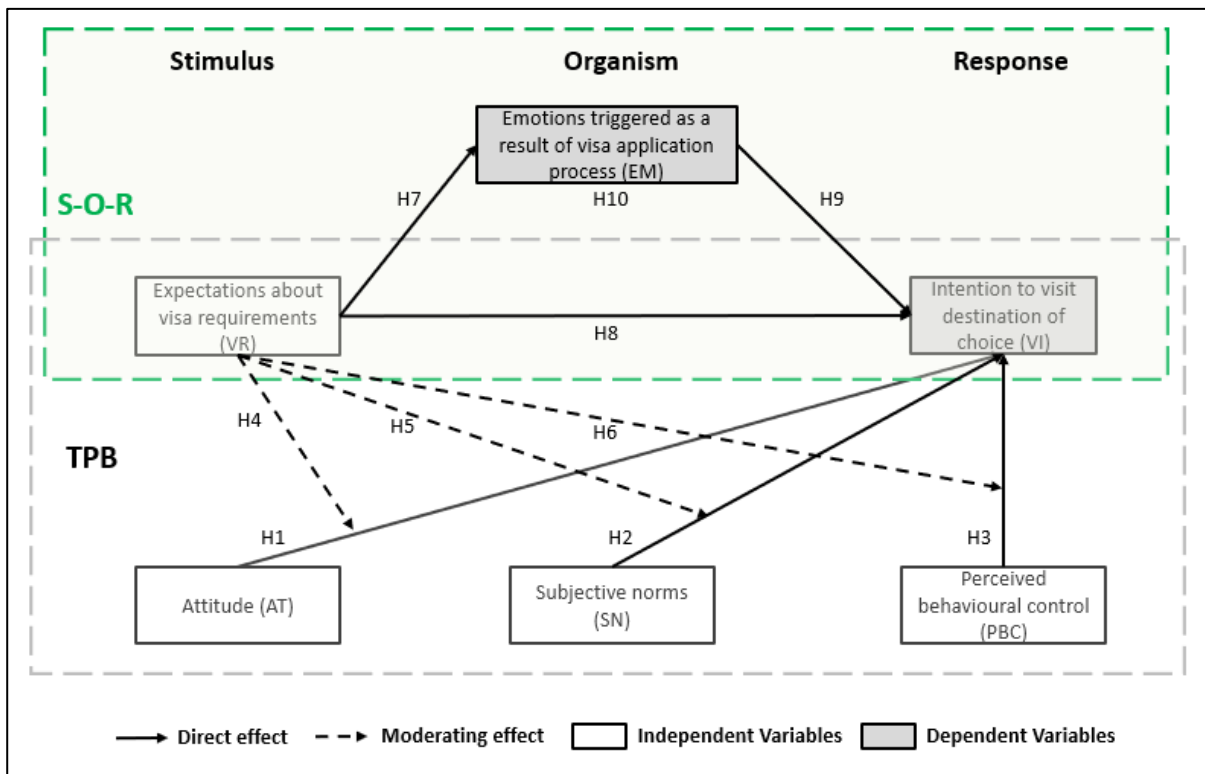 Stimulus
Organism
Response
Emotions triggered as a
result of visa application
process (EM)
S-O-R
H7
H10
H9
Expectations about
visa requirements
(VR)
Intention to visit
destination of
choice (VI)
H8
H4
H5
H6
TPB
H1
H2
H3
Attitude (AT)
Subjective norms
(SN)
Perceived
behavioural control
(PBC)
Direct effect
Moderating effect
Independent Variables
Dependent Variables